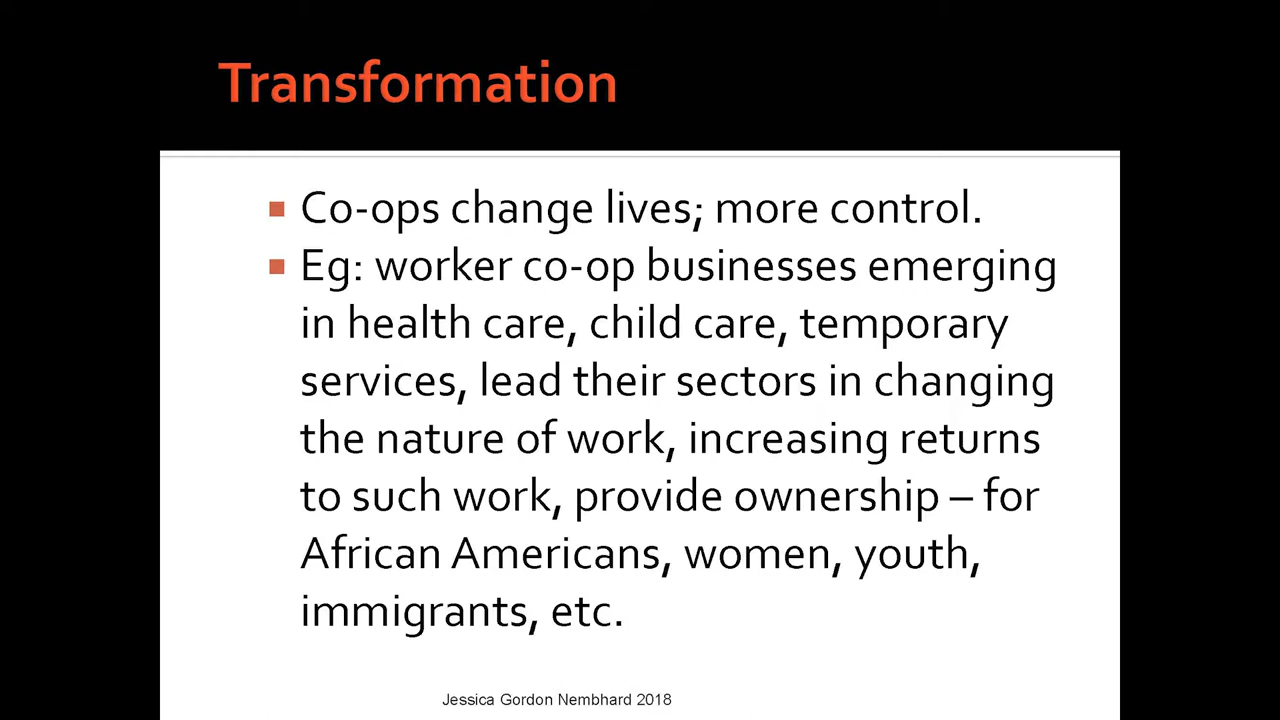 Transformation
Co-ops change lives; more control.
Eg: worker co-op businesses emerging
in health care, child care, temporary
services, lead their sectors in changing
the nature of work, increasing returns
to such work, provide ownership – for
African Americans, women, youth,
immigrants, etc.
Jessica Gordon Nembhard 2018